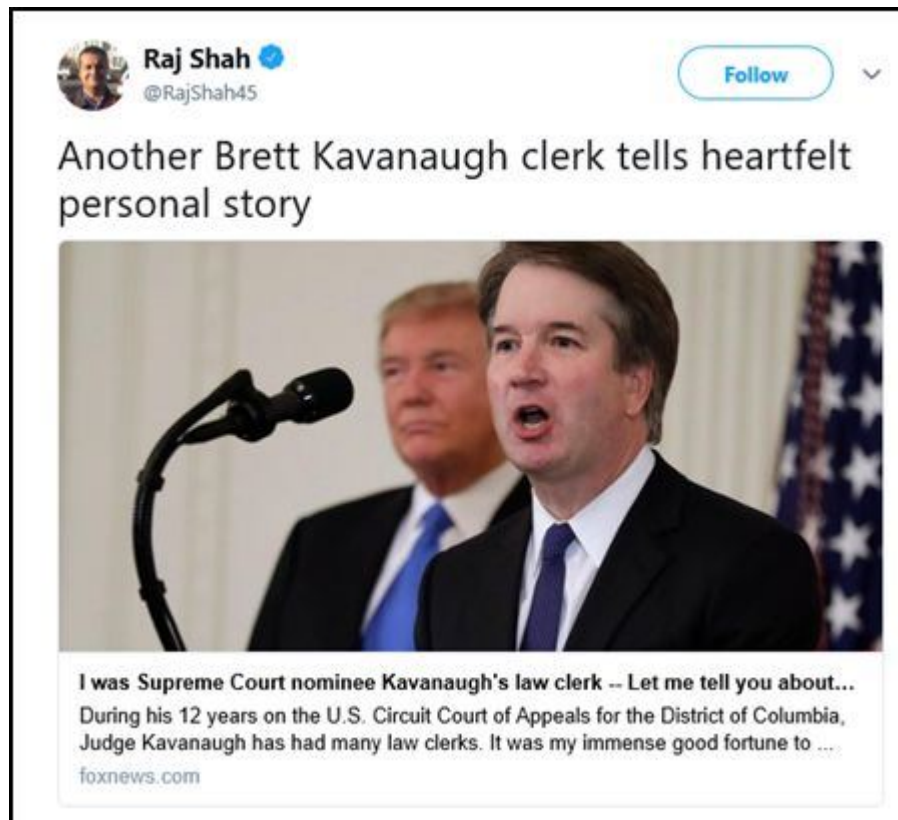 Raj Shah
@RajShah45
Follow
Another Brett Kavanaugh clerk tells heartfelt
personal story
I was Supreme Court nominee Kavanaugh's law clerk -- Let me tell you about...
During his 12 years on the U.S. Circuit Court of Appeals for the District of Columbia,
Judge Kavanaugh has had many law clerks. It was my immense good fortune to ...
foxnews.com